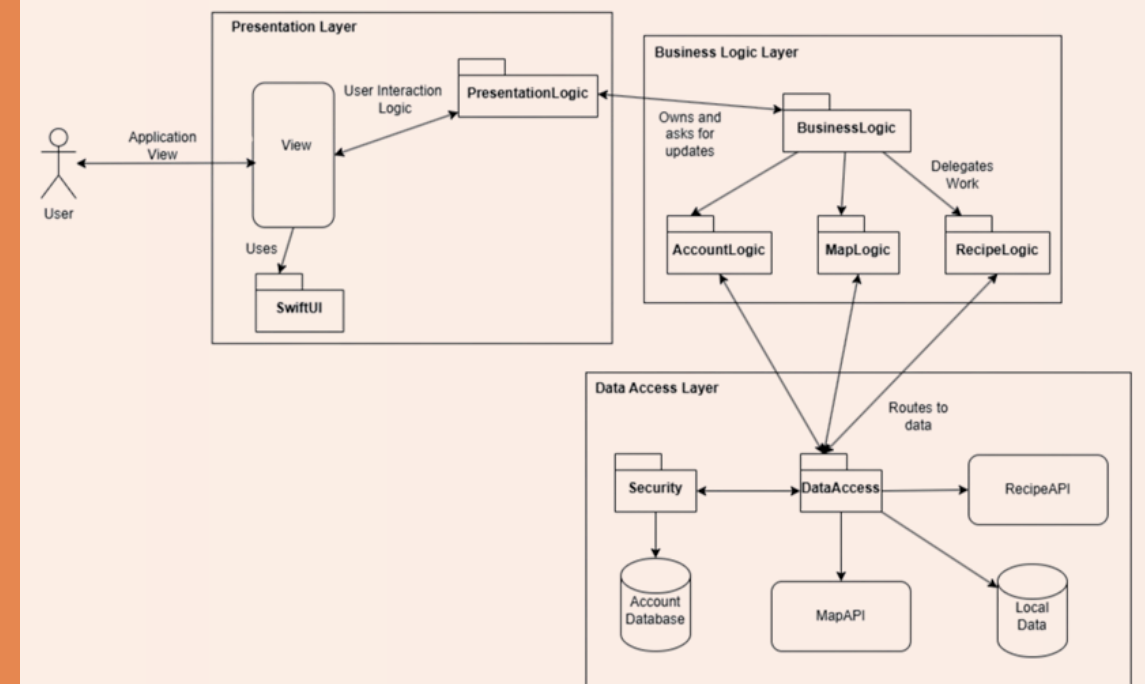 Presentation Layer
User Interaction
Logic
PresentationLogic
View
Application
View
User
Uses
SwiftUI
Business Logic Layer
Owns and
asks for
updates
BusinessLogic
Delegates
Work
AccountLogic
MapLogic
RecipeLogic
Data Access Layer
Routes to
data
Security
DataAccess
RecipeAPI
Account
Database
MapAPI
Local
Data